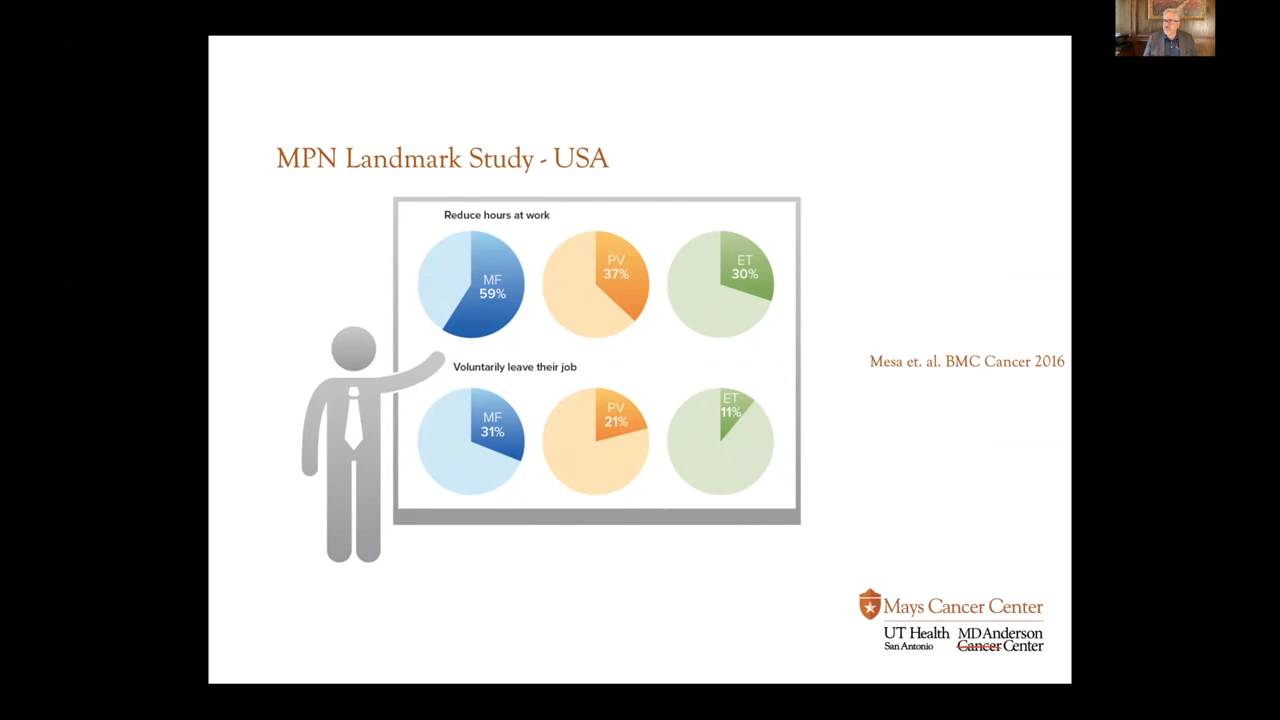 MPN Landmark Study - USA
Reduce hours at work
MF
59%
PV
37%
ET
30%
Voluntarily leave their job
MF
31%
PV
21%
ET
11%
Mesa et. al. BMC Cancer 2016
Mays Cancer Center
UT Health
San Antonio
MD Anderson
Cancer Center